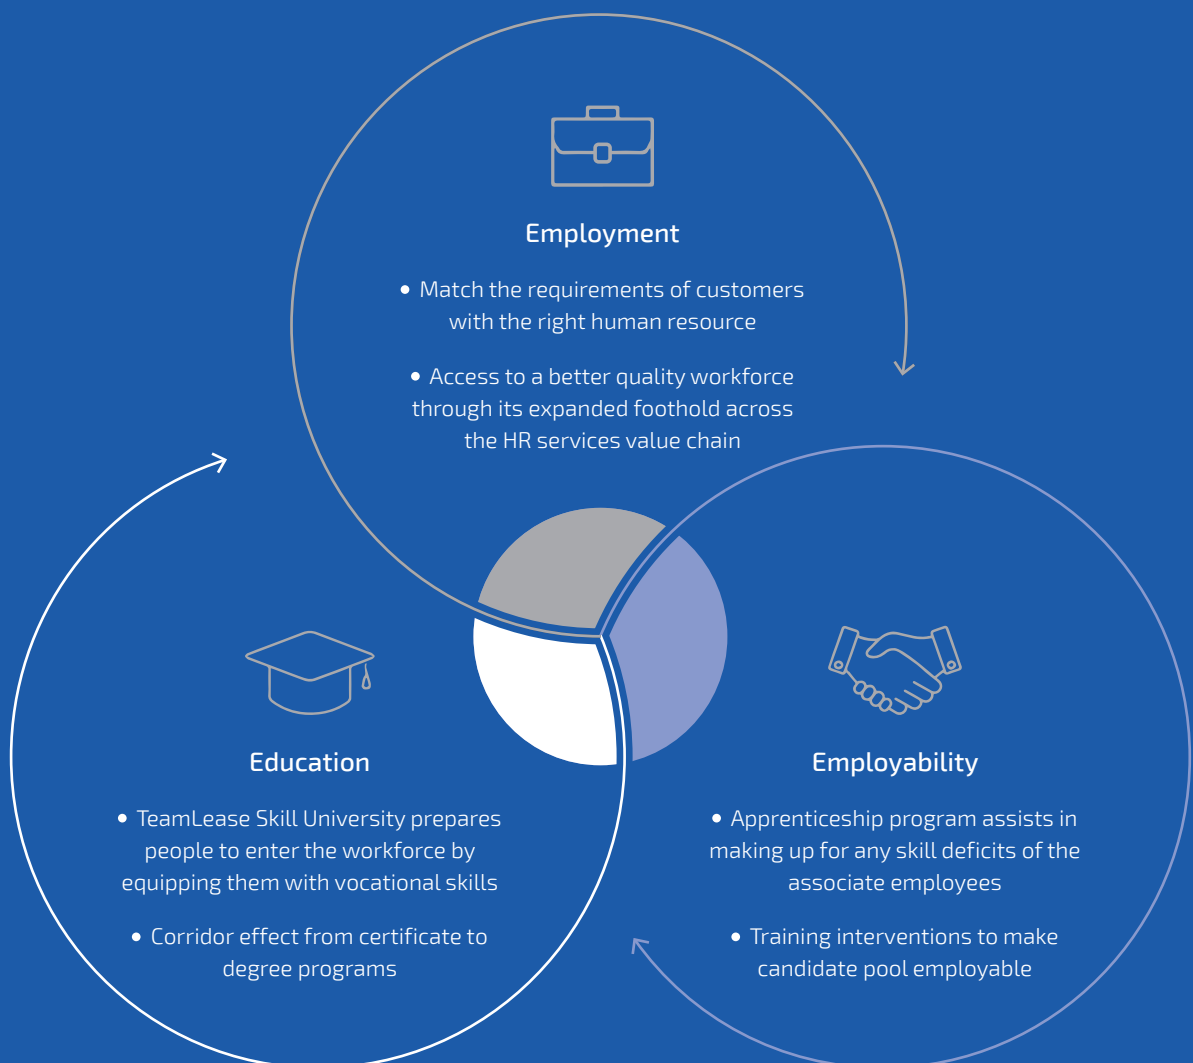 Employment
• Match the requirements of customers
with the right human resource
• Access to a better quality workforce
through its expanded foothold across
the HR services value chain
Education
• TeamLease Skill University prepares
people to enter the workforce by
equipping them with vocational skills
• Corridor effect from certificate to
degree programs
Employability
• Apprenticeship program assists in
making up for any skill deficits of the
associate employees
• Training interventions to make
candidate pool employable